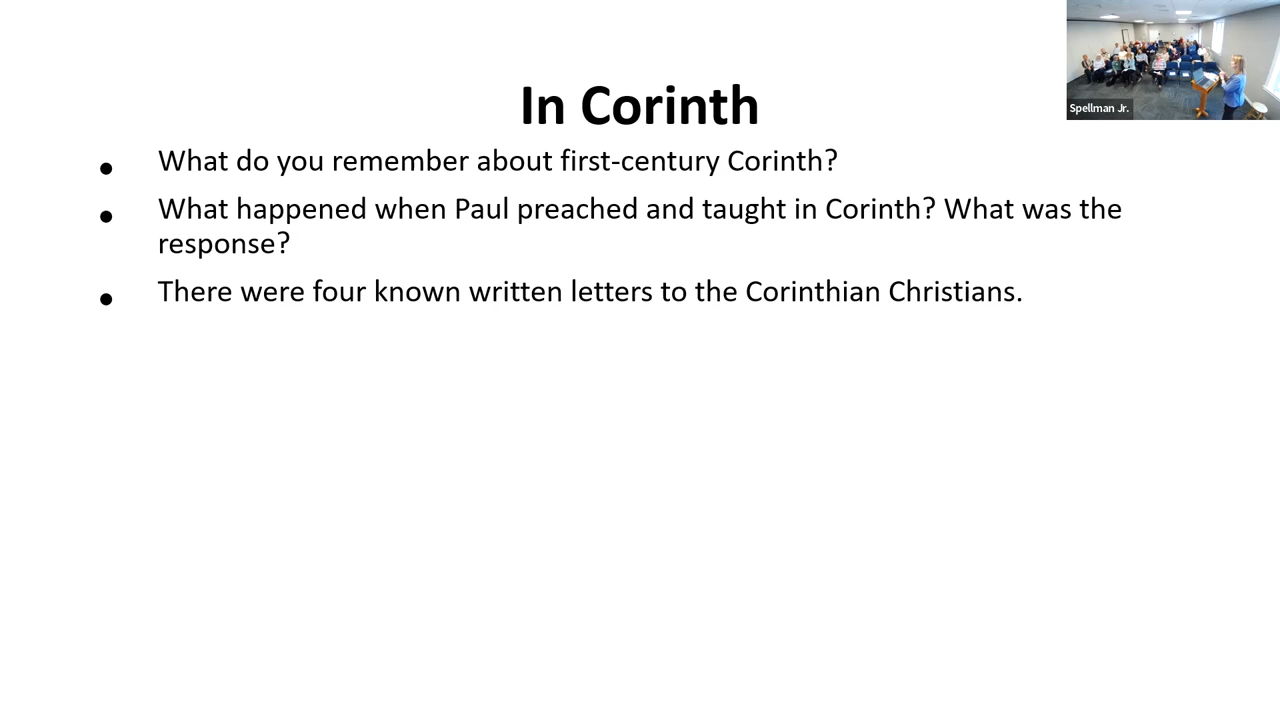 In Corinth
Spellman Jr.
• What do you remember about first-century Corinth?
• What happened when Paul preached and taught in Corinth? What was the
response?
• There were four known written letters to the Corinthian Christians.